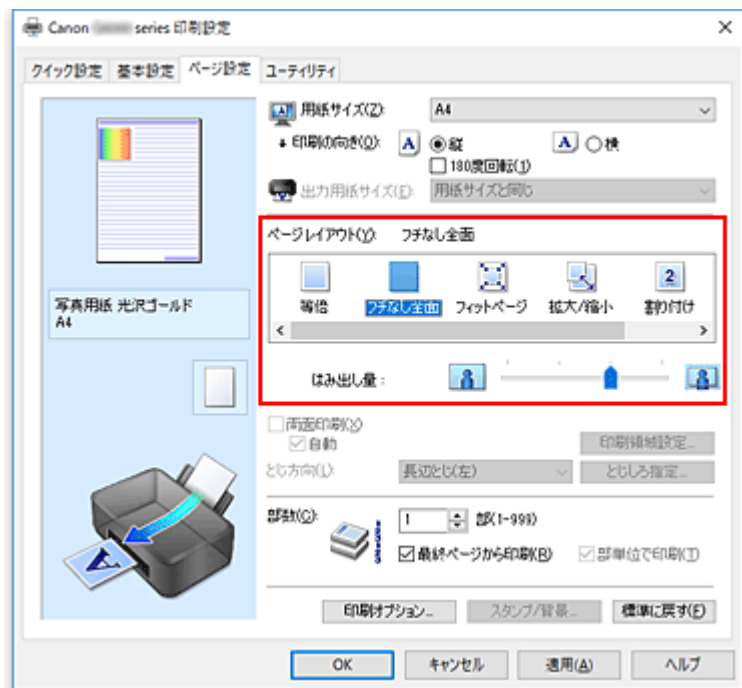 Canon series 印刷設定
クイック設定 基本設定 ページ設定 ユーティリティ
用紙サイズ(Z): A4
印刷の向き(O): A 縦 A 横
180度回転(1)
出力用紙サイズ(E): 用紙サイズと同じ
ページレイアウト(Y): フチなし全面
等倍 フチなし全面 フィットページ 拡大/縮小 割り付け
写真用紙 光沢ゴールド
A4
はみ出し量:
両面印刷(X)
自動
印刷領域設定...
とじ方向(L): 長辺とじ(左) とじしろ指定...
部数(C): 1 部(1-999)
最終ページから印刷(R) 部単位で印刷(T)
印刷オプション... スタンプ/背景... 標準に戻す(F)
OK キャンセル 適用(A) ヘルプ